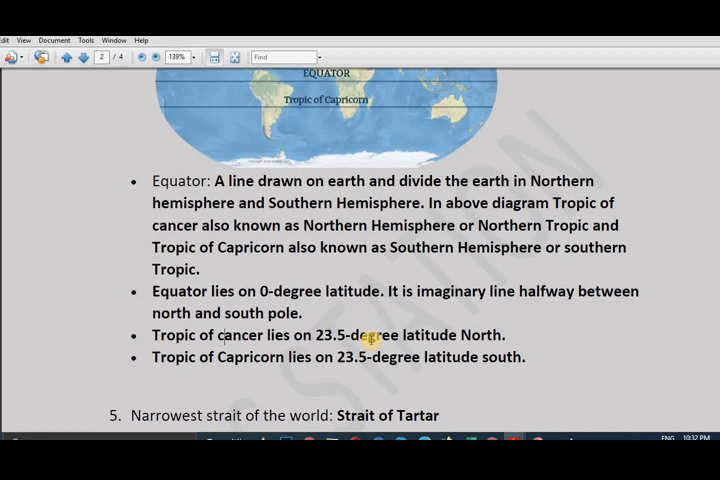 dit View Document Tools Window Help
2 / 4 139% Find
EQUATOR
Tropic of Capricorn
• Equator: A line drawn on earth and divide the earth in Northern
hemisphere and Southern Hemisphere. In above diagram Tropic of
cancer also known as Northern Hemisphere or Northern Tropic and
Tropic of Capricorn also known as Southern Hemisphere or southern
Tropic.
• Equator lies on 0-degree latitude. It is imaginary line halfway between
north and south pole.
• Tropic of cancer lies on 23.5-degree latitude North.
• Tropic of Capricorn lies on 23.5-degree latitude south.
5. Narrowest strait of the world: Strait of Tartar
STATION
ENG 10:32 PM